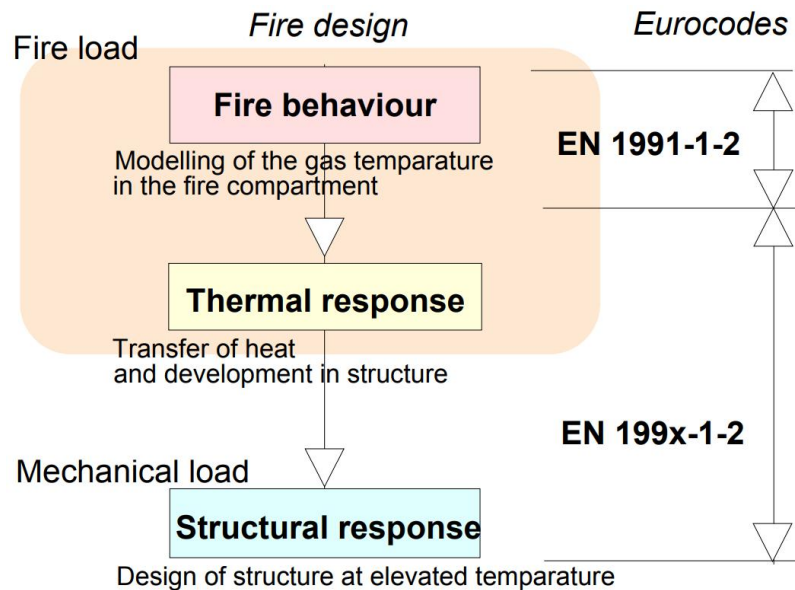 Fire design
Eurocodes
Fire load
Fire behaviour
Modelling of the gas temparature
in the fire compartment
EN 1991-1-2
Thermal response
Transfer of heat
and development in structure
EN 199x-1-2
Mechanical load
Structural response
Design of structure at elevated temparature